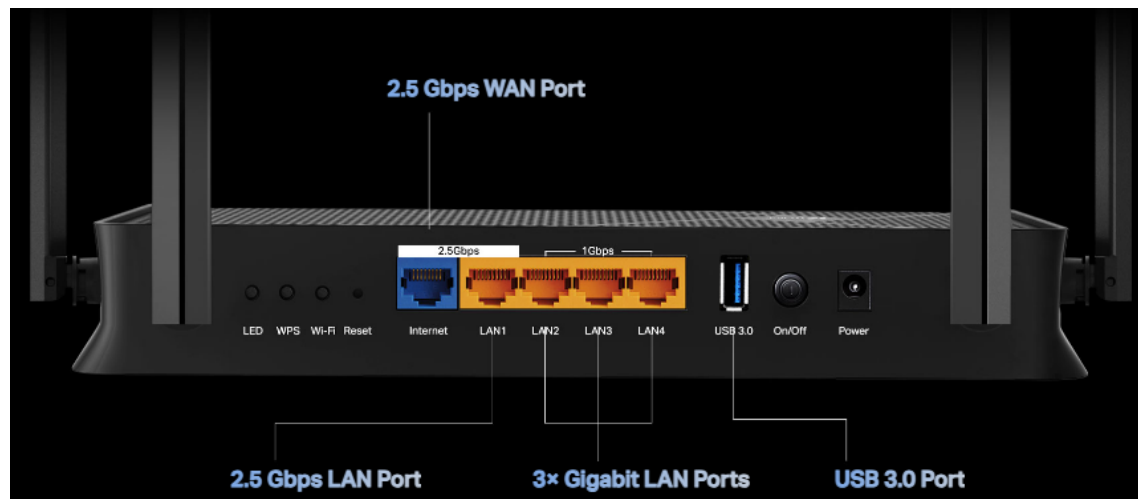 2.5 Gbps WAN Port
2.5Gbps
1Gbps
LED WPS Wi-Fi Reset Internet LAN1 LAN2 LAN3 LAN4 USB 3.0 On/Off Power
2.5 Gbps LAN Port 3× Gigabit LAN Ports USB 3.0 Port